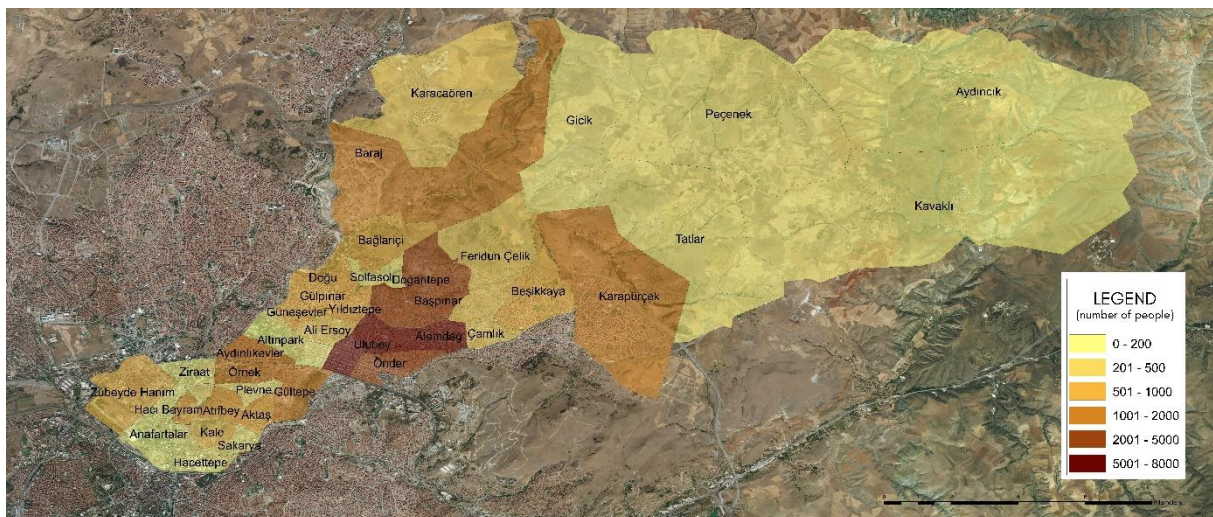 Karacaören
Aydıncık
Peçenek
Gicik
Baraj
Kavaklı
Bağlariçi
Tatlar
Feridun Çelik
Doğu
Solfasol
Doğantepe
Beşikkaya
Gülpınar
Başpınar
Karapürçek
Güneşevler
Yıldıztepe
Ali Ersoy
Çamlık
Alemdağ
Altınpark
Ulubey
Aydınlıkevler
Önder
Ziraat
Örnek
Zübeyde Hanım
Plevne
Gültepe
Hacı Bayram
Atıfbey
Aktaş
Anafartalar
Kale
Sakarya
Hacettepe
LEGEND
(number of people)
0 - 200
201 - 500
501 - 1000
1001 - 2000
2001 - 5000
5001 - 8000